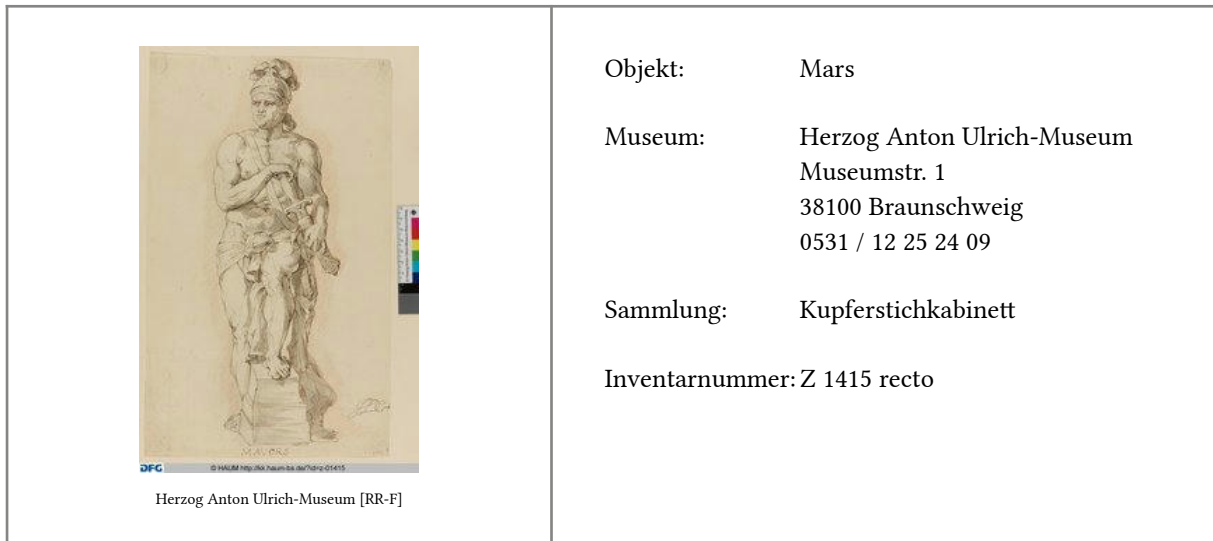 MAVORS
DFG
© HAUM http://kk.haum-bs.de/?id=z-01415
Herzog Anton Ulrich-Museum [RR-F]
Objekt: Mars
Museum: Herzog Anton Ulrich-Museum
Museumstr. 1
38100 Braunschweig
0531 / 12 25 24 09
Sammlung: Kupferstichkabinett
Inventarnummer: Z 1415 recto